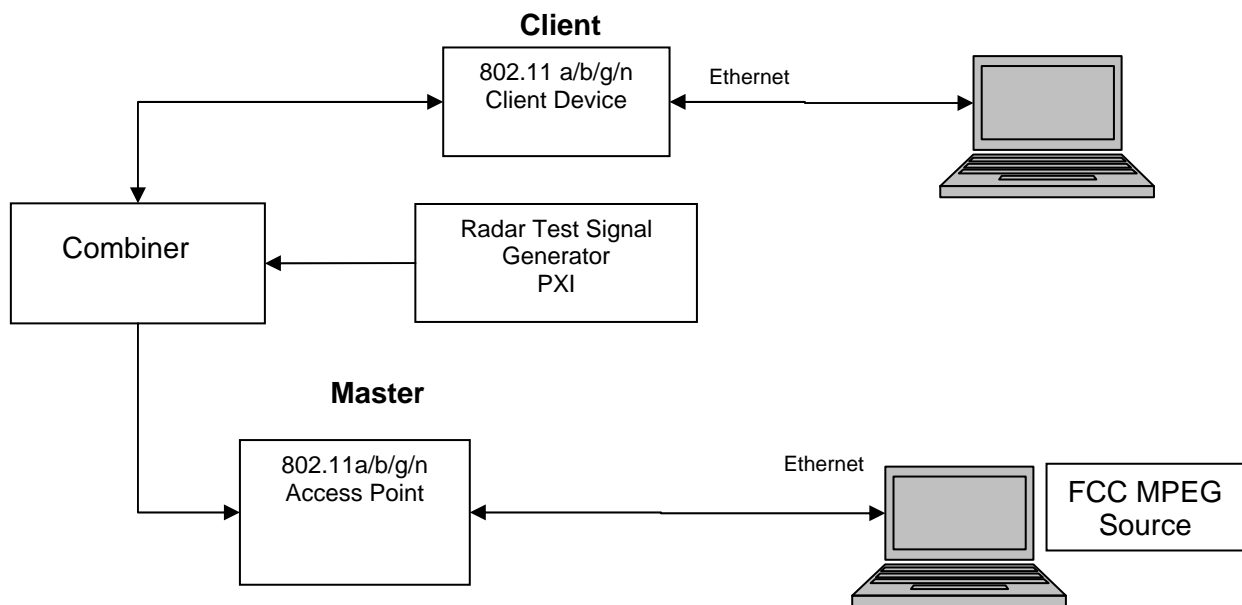 Client
802.11 a/b/g/n
Client Device
Ethernet
Combiner
Radar Test Signal
Generator
PXI
Master
802.11a/b/g/n
Access Point
Ethernet
FCC MPEG
Source